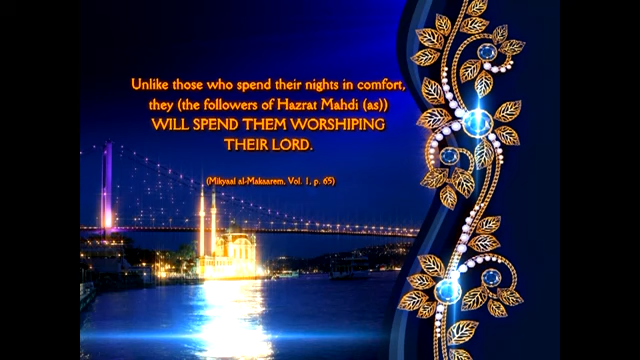 Unlike those who spend their nights in comfort,
they (the followers of Hazrat Mahdi (as))
WILL SPEND THEM WORSHIPING
THEIR LORD.
(Mikyaal al-Makaarem, Vol. 1, p. 65)